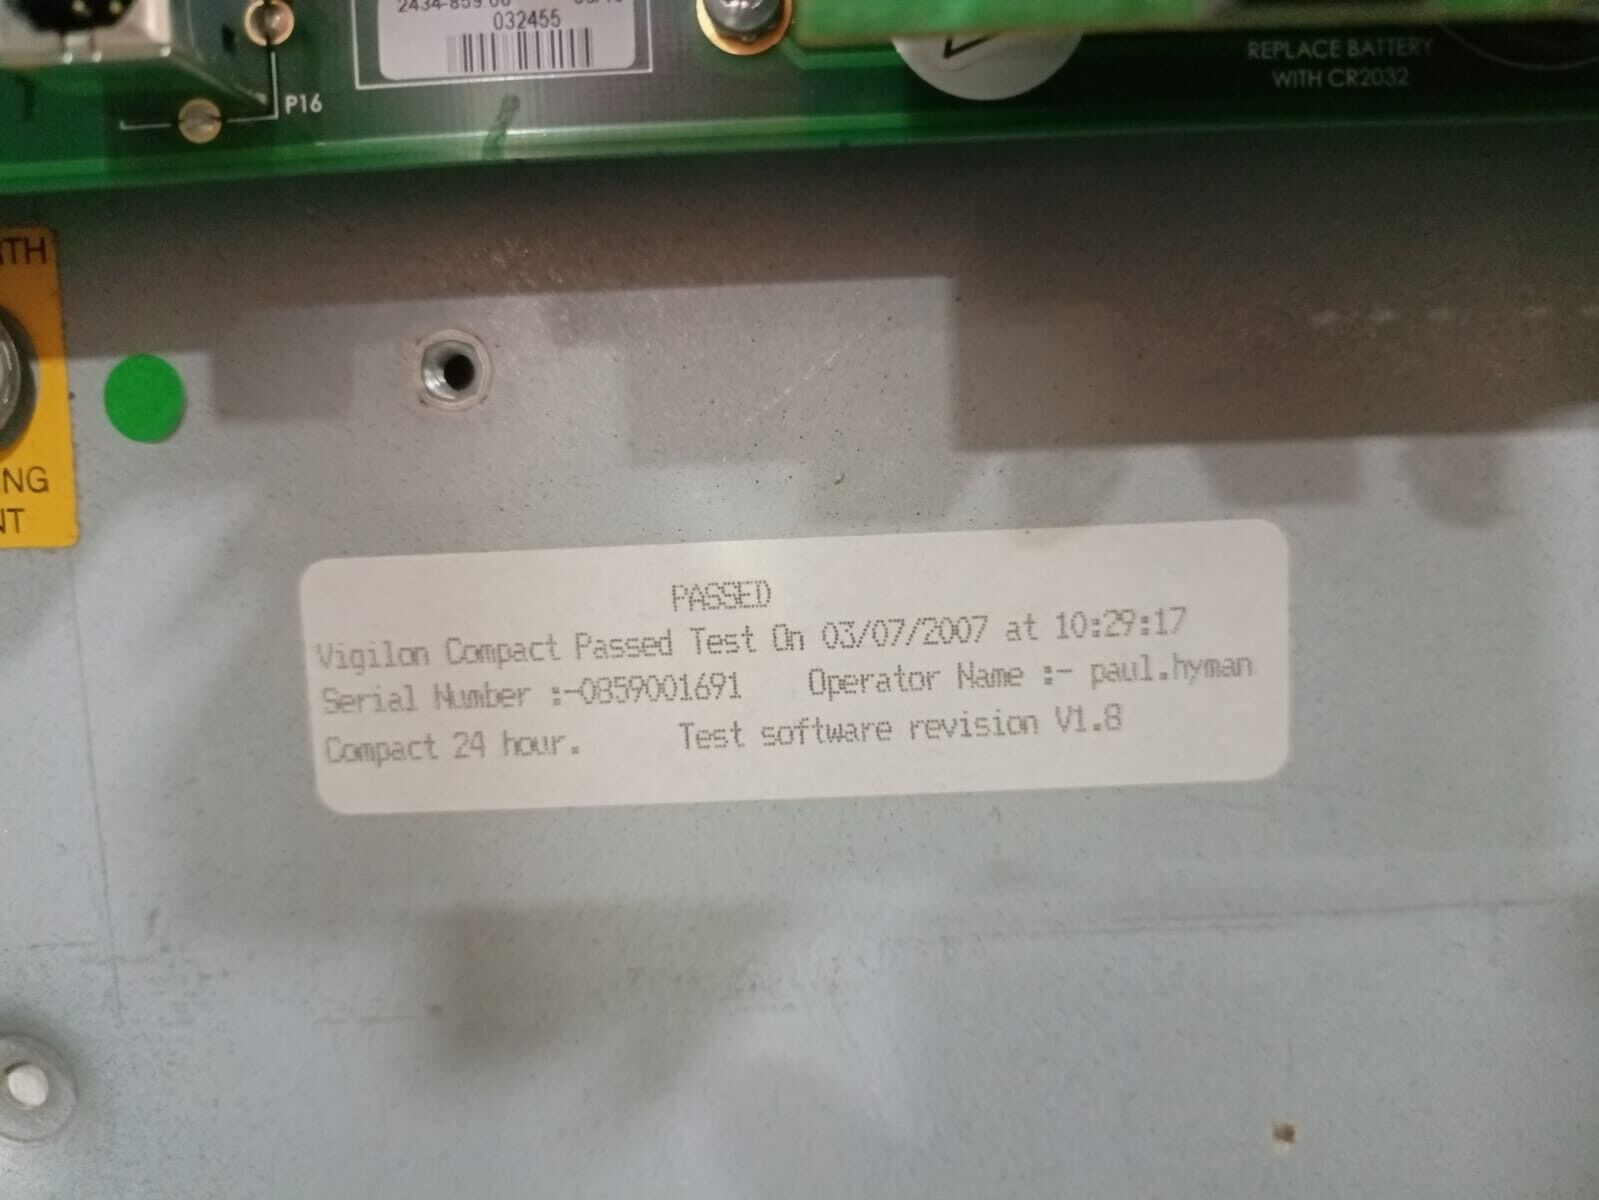 032455
P16
REPLACE BATTERY
WITH CR2032
PASSED
Vigilon Compact Passed Test On 03/07/2007 at 10:29:17
Serial Number :-0859001691 Operator Name :- paul.hyman
Compact 24 hour. Test software revision V1.8